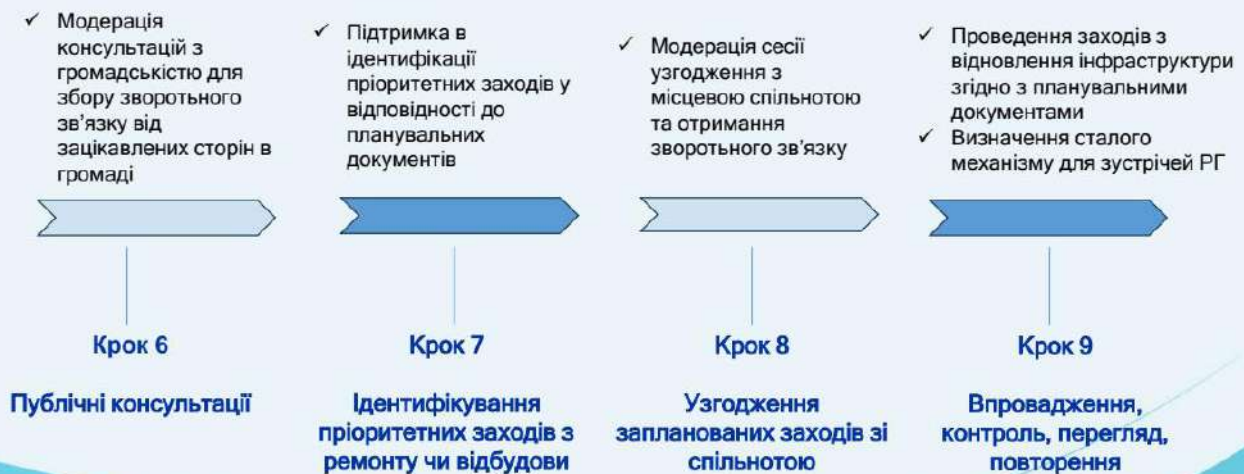 ✓ Модерація
консультацій з
громадськістю для
збору зворотього
зв'язку від
зацікавлених сторін в
громаді
✓ Підтримка в
ідентифікації
пріоритетних заходів у
відповідності до
планувальних
документів
✓ Модерація сесії
узгодження з
місцевою спільнотою
та отримання
зворотього зв'язку
✓ Проведення заходів з
відновлення інфраструктури
згідно з планувальними
документами
✓ Визначення сталого
механізму для зустрічей РГ
Крок 6
Крок 7
Крок 8
Крок 9
Публічні консультації
Ідентифікування
пріоритетних заходів з
ремонту чи відбудови
Узгодження
запланованих заходів зі
спільнотою
Впровадження,
контроль, перегляд,
повторення